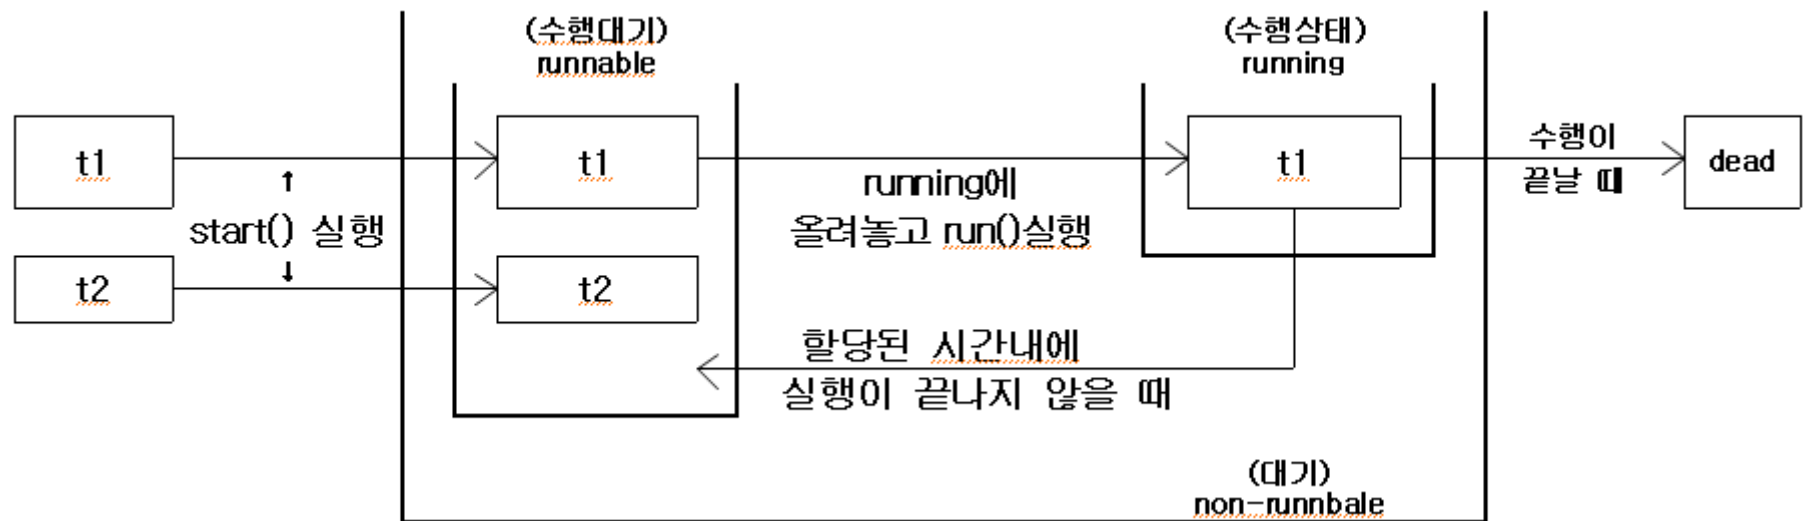 (수행대기)
runnable
(수행상태)
running
t1
↑
start() 실행
↓
t2
t1
t2
running에
올려놓고 run()실행
t1
수행이
끝날 때
dead
할당된 시간내에
실행이 끝나지 않을 때
(대기)
non-runnbale